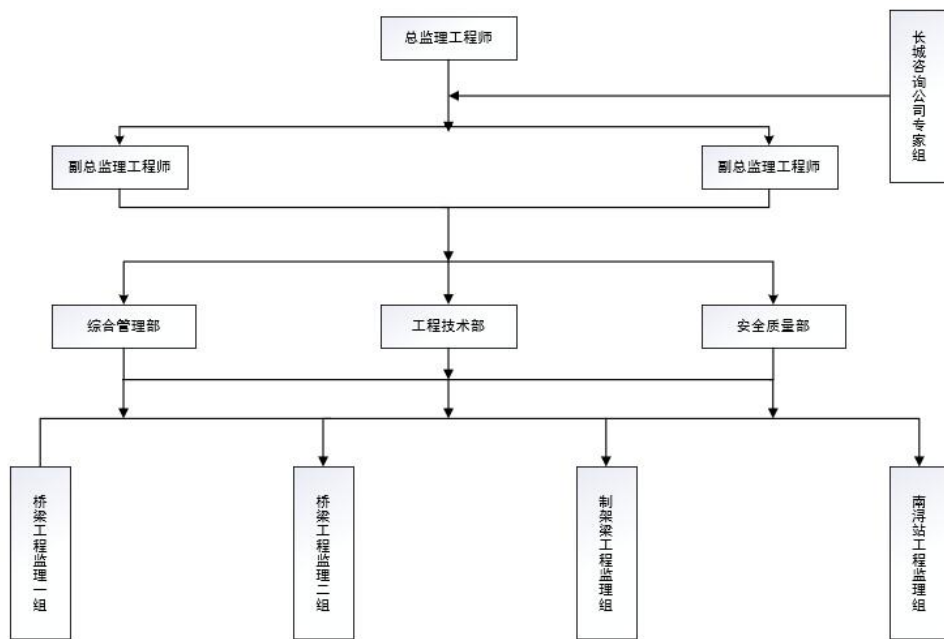 总监理工程师
长城咨询公司专家组
副总监理工程师
副总监理工程师
综合管理部
工程技术部
安全质量部
桥梁工程监理一组
桥梁工程监理二组
制架梁工程监理组
南浔站工程监理组